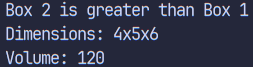 Box 2 is greater than Box 1
Dimensions: 4x5x6
Volume: 120